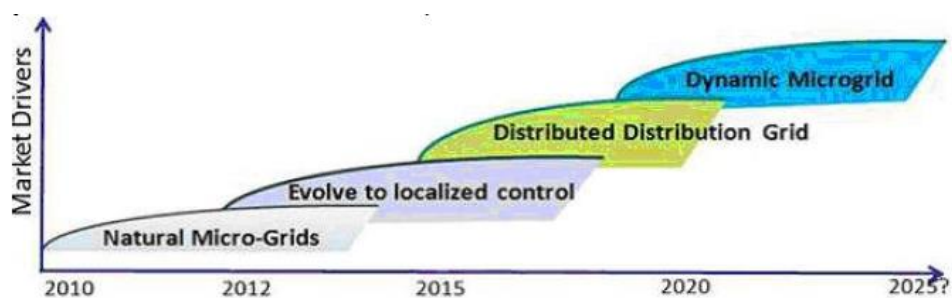 Market Drivers
Dynamic Microgrid
Distributed Distribution Grid
Evolve to localized control
Natural Micro-Grids
2010 2012 2015 2020 2025?